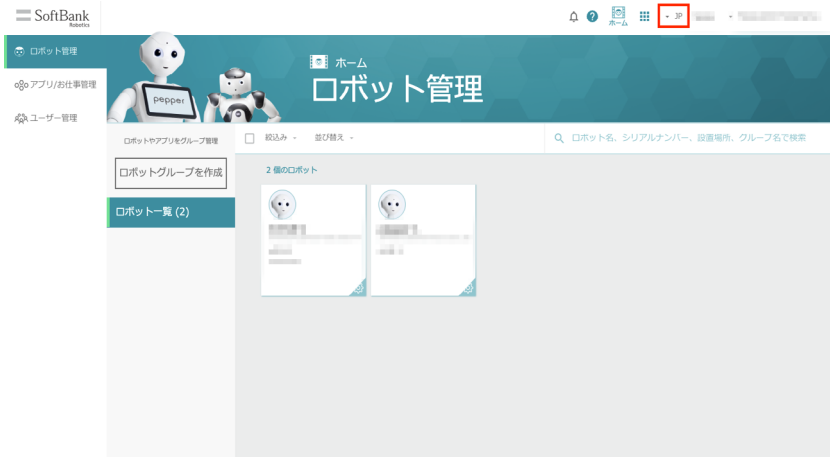 SoftBank
Robotics
ホーム
JP
ロボット管理
アプリ/お仕事管理
ユーザー管理
pepper
ホーム
ロボット管理
ロボットやアプリをグループ管理
絞込み
並び替え
ロボット名、シリアルナンバー、設置場所、グループ名で検索
ロボットグループを作成
2 個のロボット
ロボット一覧 (2)